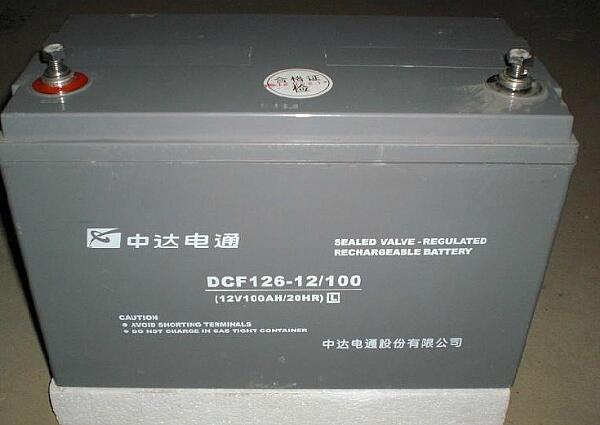 合格证
检
中达电通
SEALED VALVE - REGULATED
RECHARGEABLE BATTERY
DCF126-12/100
(12V100AH/20HR) L
CAUTION
● AVOID SHORTING TERMINALS
● DO NOT CHARGE IN GAS TIGHT CONTAINER
中达电通股份有限公司